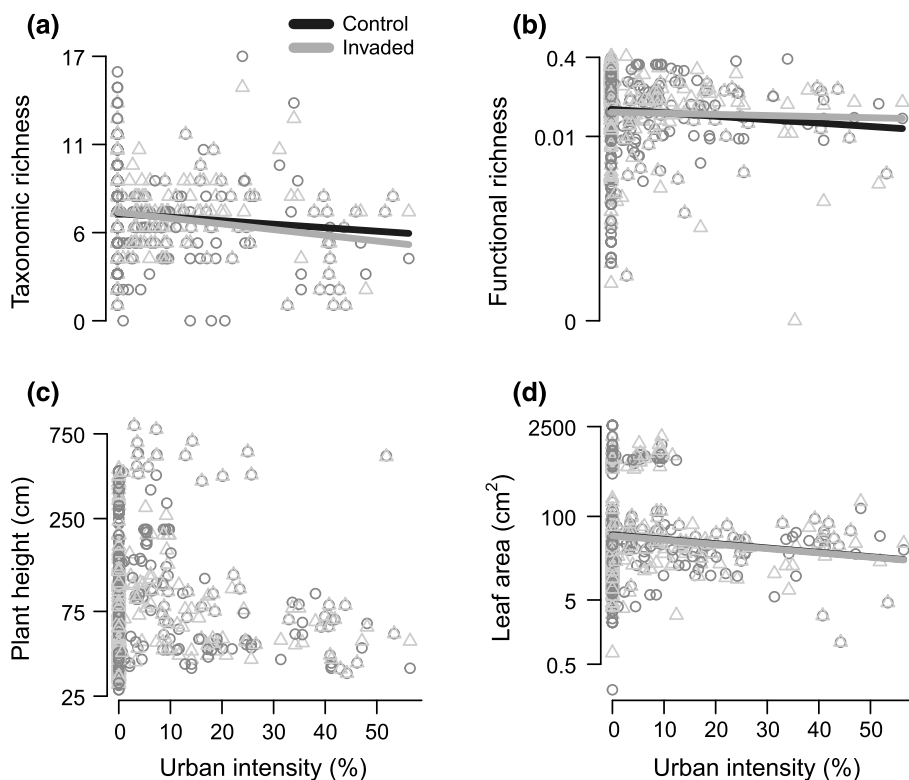 (a)
Control
Invaded
17
11
6
0
Taxonomic richness
(b)
0.4
0.01
0
Functional richness
(c)
750
250
75
25
Plant height (cm)
0 10 20 30 40 50
Urban intensity (%)
(d)
2500
100
5
0.5
Leaf area (cm²)
0 10 20 30 40 50
Urban intensity (%)